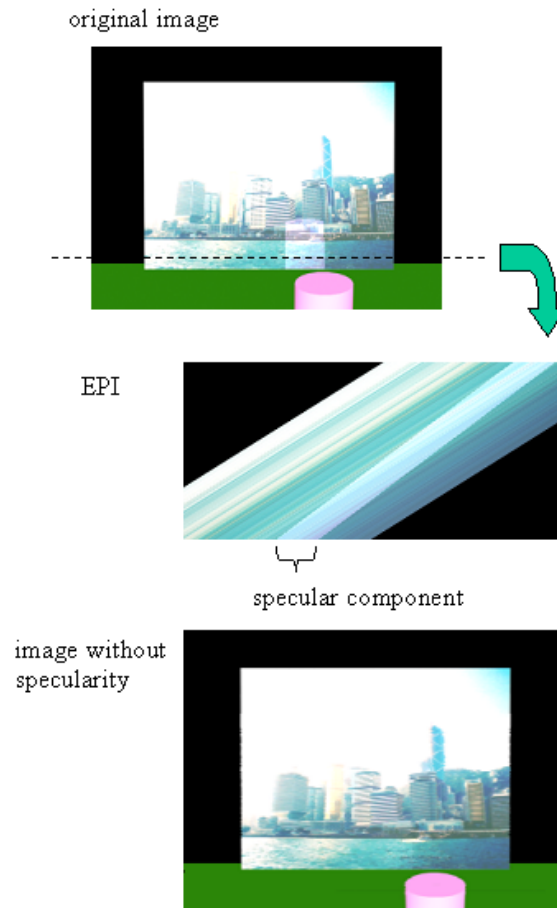 original image
EPI
specular component
image without
specularity